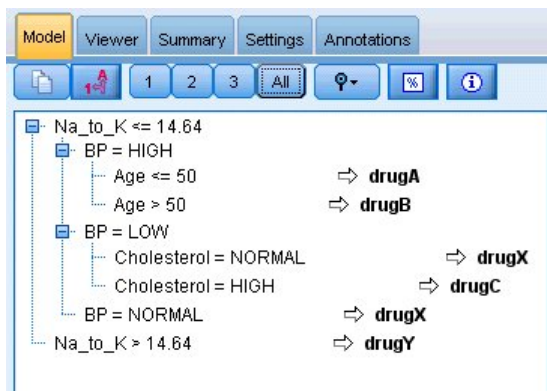 Model Viewer Summary Settings Annotations
A 1 1 2 3 All % i
Na_to_K <= 14.64
BP = HIGH
Age <= 50 ⇨ drugA
Age > 50 ⇨ drugB
BP = LOW
Cholesterol = NORMAL ⇨ drugX
Cholesterol = HIGH ⇨ drugC
BP = NORMAL ⇨ drugX
Na_to_K > 14.64 ⇨ drugY